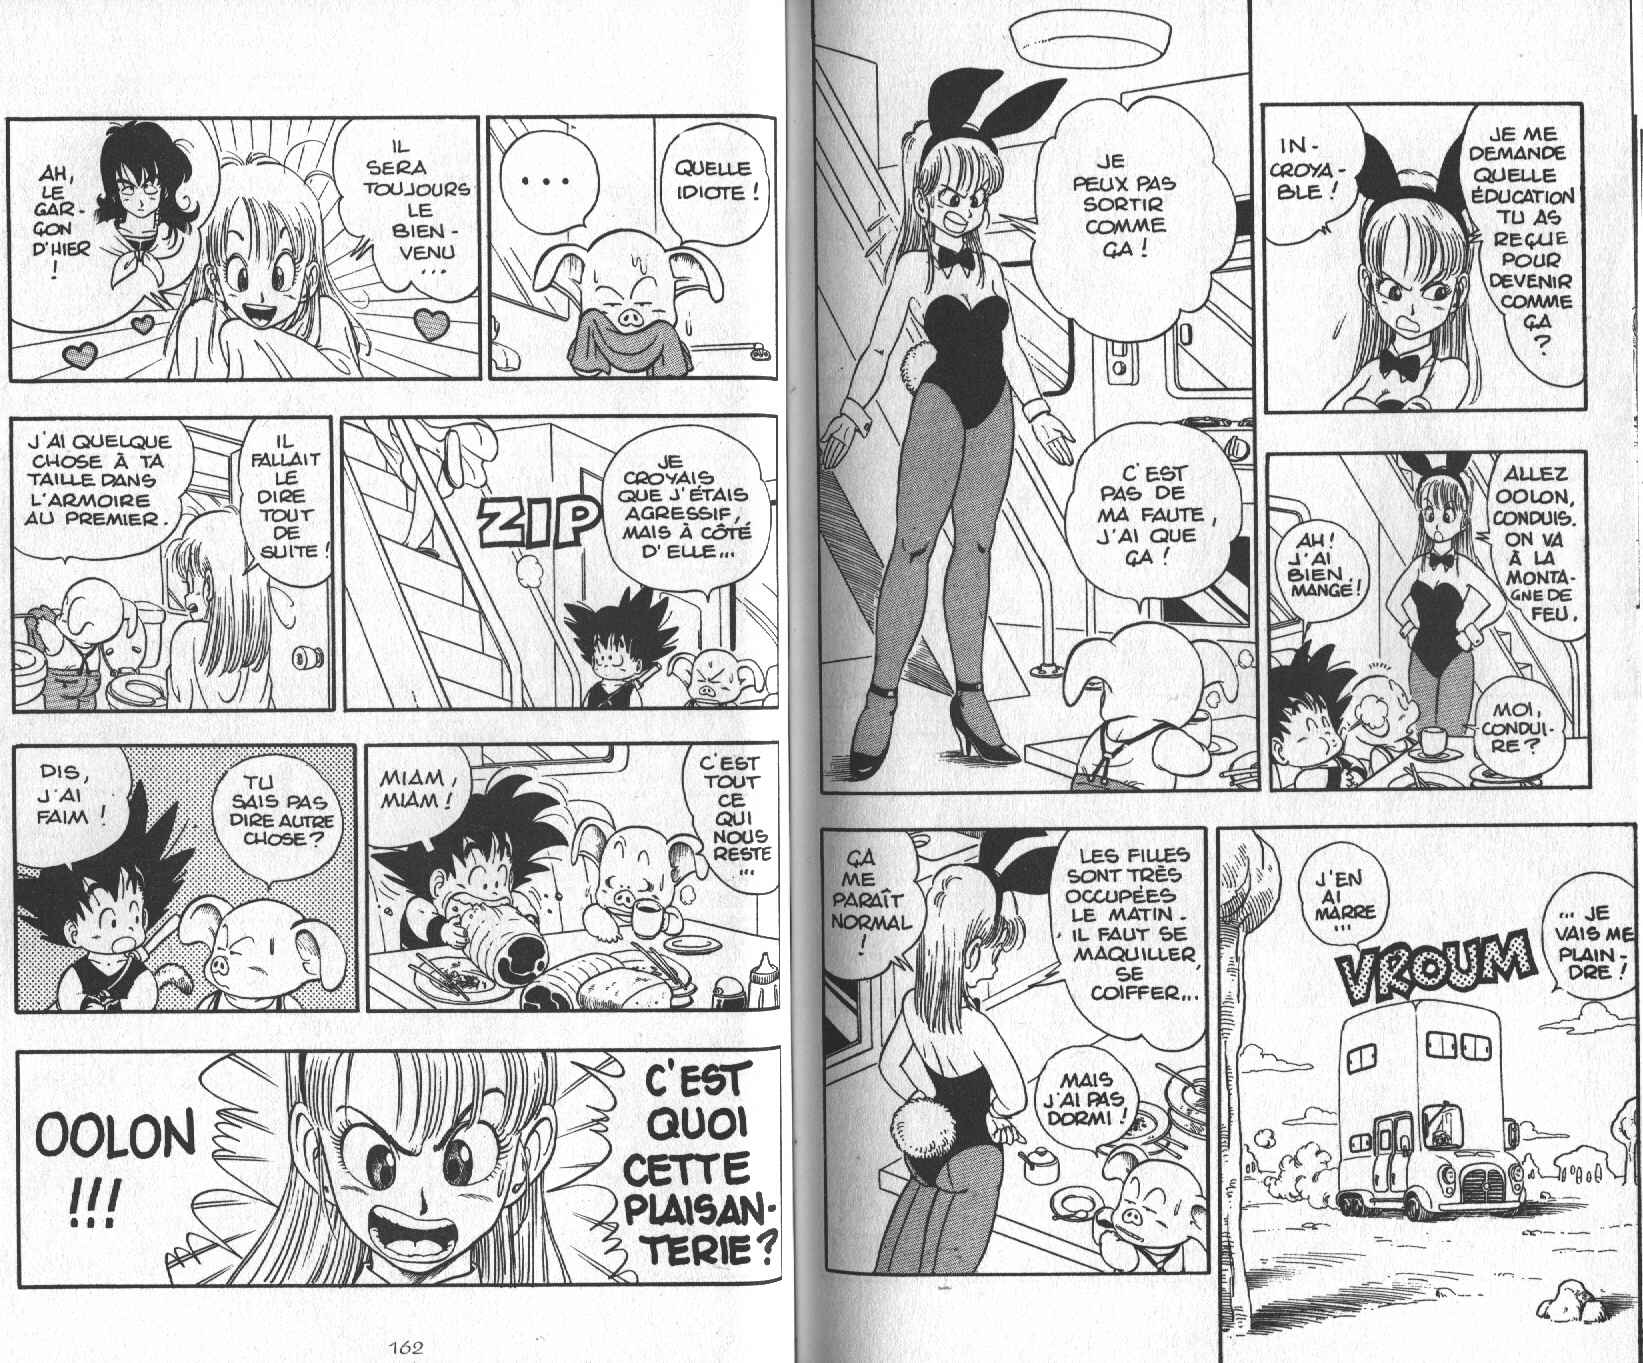 AH,
LE
GAR-
ÇON
D'HIER
!
IL
SERA
TOUJOURS
LE
BIEN-
VENU
...
...
QUELLE
IDIOTE !
J'AI QUELQUE
CHOSE À TA
TAILLE DANS
L'ARMOIRE
AU PREMIER.
IL
FALLAIT
LE
DIRE
TOUT
DE
SUITE !
ZIP
JE
CROYAIS
QUE J'ÉTAIS
AGRESSIF,
MAIS À CÔTÉ
D'ELLE...
DIS,
J'AI
FAIM !
TU
SAIS PAS
DIRE AUTRE
CHOSE ?
MIAM,
MIAM !
C'EST
TOUT
CE
QUI
NOUS
RESTE
...
OOLON
!!!
C'EST
QUOI
CETTE
PLAISAN-
TERIE ?
162
JE
PEUX PAS
SORTIR
COMME
ÇA !
C'EST
PAS DE
MA FAUTE,
J'AI QUE
ÇA !
IN-
CROYA-
BLE !
JE ME
DEMANDE
QUELLE
ÉDUCATION
TU AS
REÇUE
POUR
DEVENIR
COMME
ÇA
?
AH !
J'AI
BIEN
MANGÉ !
ALLEZ
OOLON,
CONDUIS.
ON VA
À LA
MONTA-
GNE DE
FEU.
MOI,
CONDUI-
RE ?
ÇA
ME
PARAÎT
NORMAL
!
LES FILLES
SONT TRÈS
OCCUPÉES
LE MATIN.
IL FAUT SE
MAQUILLER,
SE
COIFFER...
MAIS
J'AI PAS
DORMI !
J'EN
AI
MARRE
...
VROUM
... JE
VAIS ME
PLAIN-
DRE !